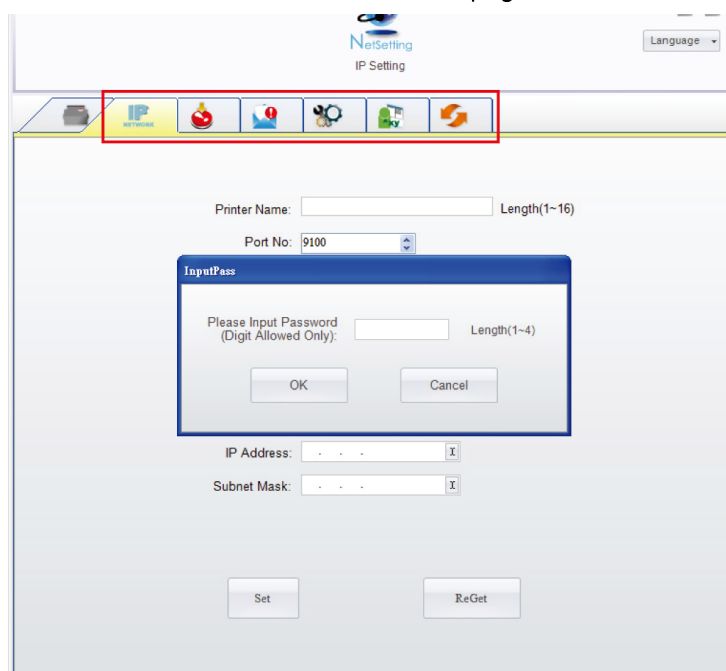 NetSetting
Language
IP Setting
IP
NETWORK
Printer Name:
Length(1~16)
Port No: 9100
InputPass
Please Input Password
(Digit Allowed Only):
Length(1~4)
OK
Cancel
IP Address: . . .
Subnet Mask: . . .
Set
ReGet